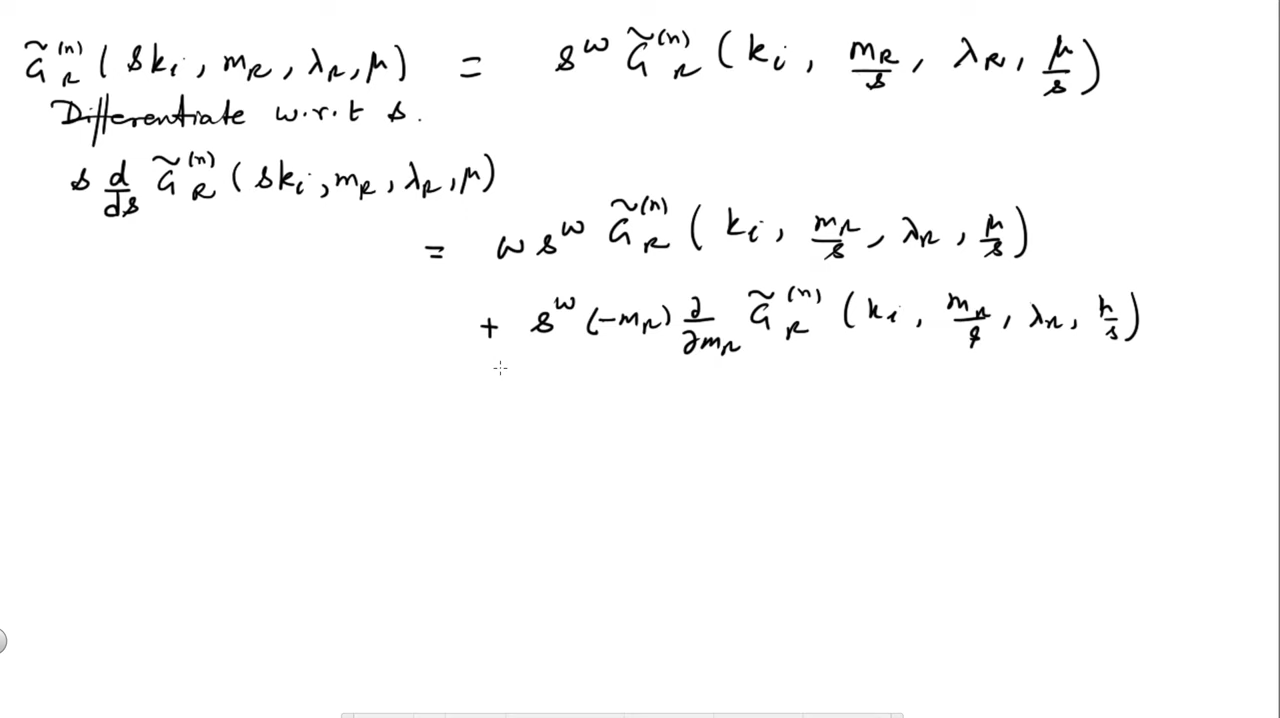 G̃_R^(n) ( s k_i , m_R , λ_R , μ ) = s^ω G̃_R^(n) ( k_i , m_R/s , λ_R , μ/s )
Differentiate w.r.t s.
s d/ds G̃_R^(n) ( s k_i , m_R , λ_R , μ )
= ω s^ω G̃_R^(n) ( k_i , m_R/s , λ_R , μ/s )
+ s^ω (-m_R) ∂/∂m_R G̃_R^(n) ( k_i , m_R/s , λ_R , μ/s )